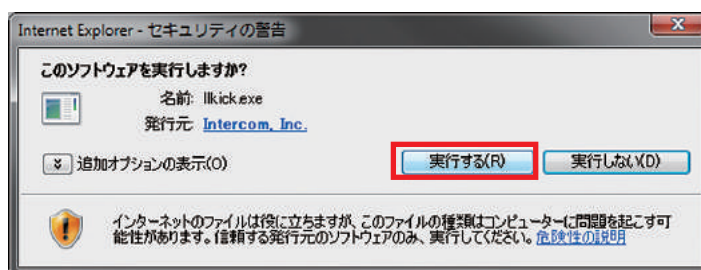 Internet Explorer - セキュリティの警告
このソフトウェアを実行しますか?
名前: llkick.exe
発行元: Intercom, Inc.
追加オプションの表示(O)
実行する(R)
実行しない(D)
インターネットのファイルは役に立ちますが、このファイルの種類はコンピューターに問題を起こす可
能性があります。信頼する発行元のソフトウェアのみ、実行してください。危険性の説明